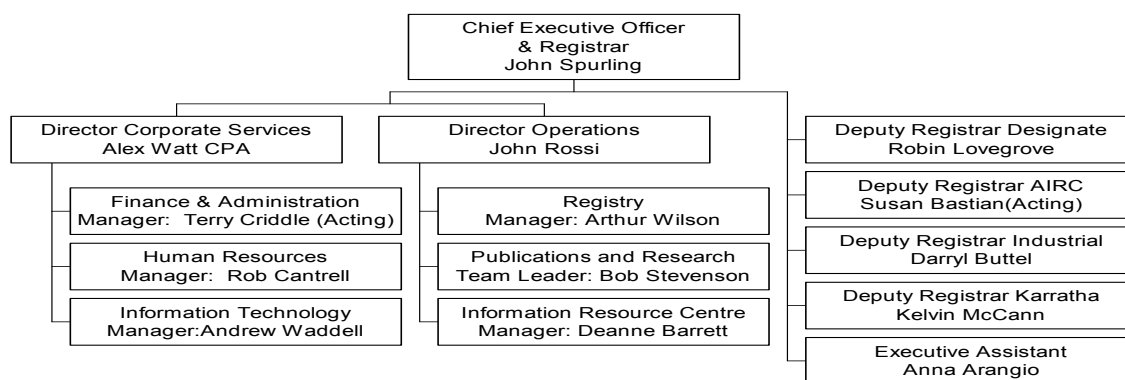 Chief Executive Officer
& Registrar
John Spurling
Director Corporate Services
Alex Watt CPA
Finance & Administration
Manager: Terry Criddle (Acting)
Human Resources
Manager: Rob Cantrell
Information Technology
Manager:Andrew Waddell
Director Operations
John Rossi
Registry
Manager: Arthur Wilson
Publications and Research
Team Leader: Bob Stevenson
Information Resource Centre
Manager: Deanne Barrett
Deputy Registrar Designate
Robin Lovegrove
Deputy Registrar AIRC
Susan Bastian(Acting)
Deputy Registrar Industrial
Darryl Buttel
Deputy Registrar Karratha
Kelvin McCann
Executive Assistant
Anna Arangio